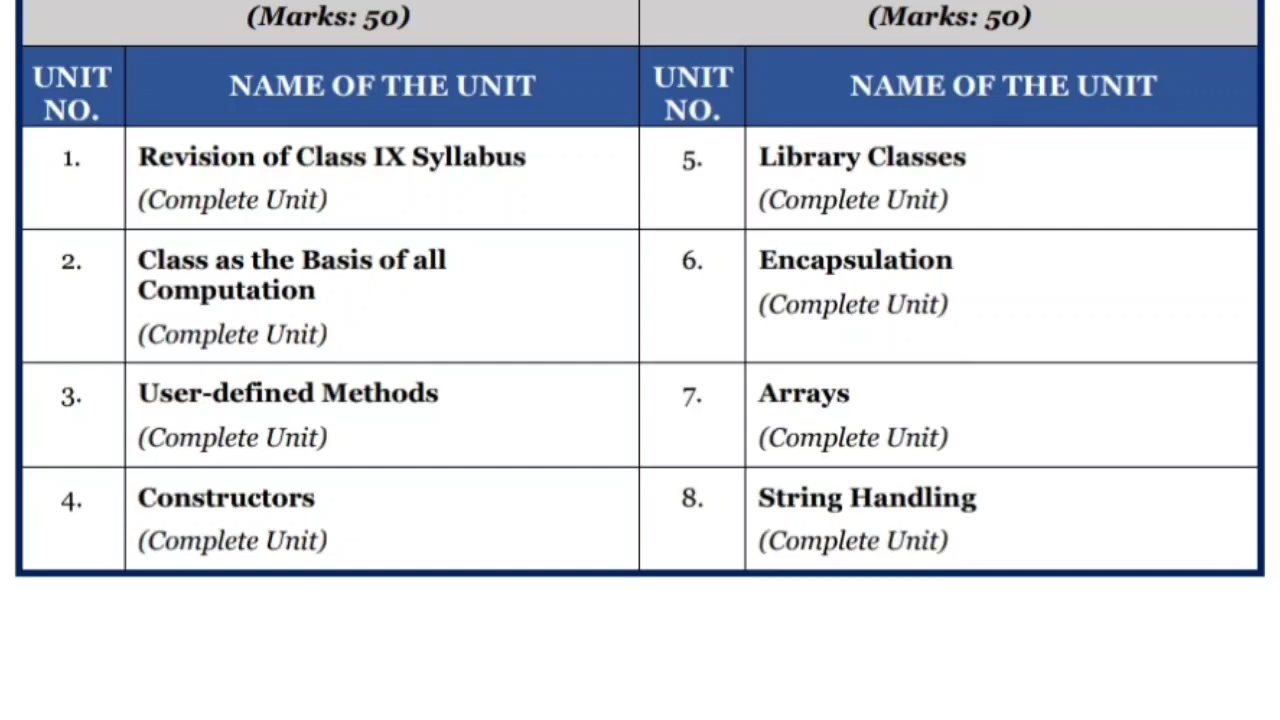 (Marks: 50)
(Marks: 50)
UNIT
NO.
NAME OF THE UNIT
UNIT
NO.
NAME OF THE UNIT
1.
Revision of Class IX Syllabus
(Complete Unit)
5.
Library Classes
(Complete Unit)
2.
Class as the Basis of all
Computation
(Complete Unit)
6.
Encapsulation
(Complete Unit)
3.
User-defined Methods
(Complete Unit)
7.
Arrays
(Complete Unit)
4.
Constructors
(Complete Unit)
8.
String Handling
(Complete Unit)